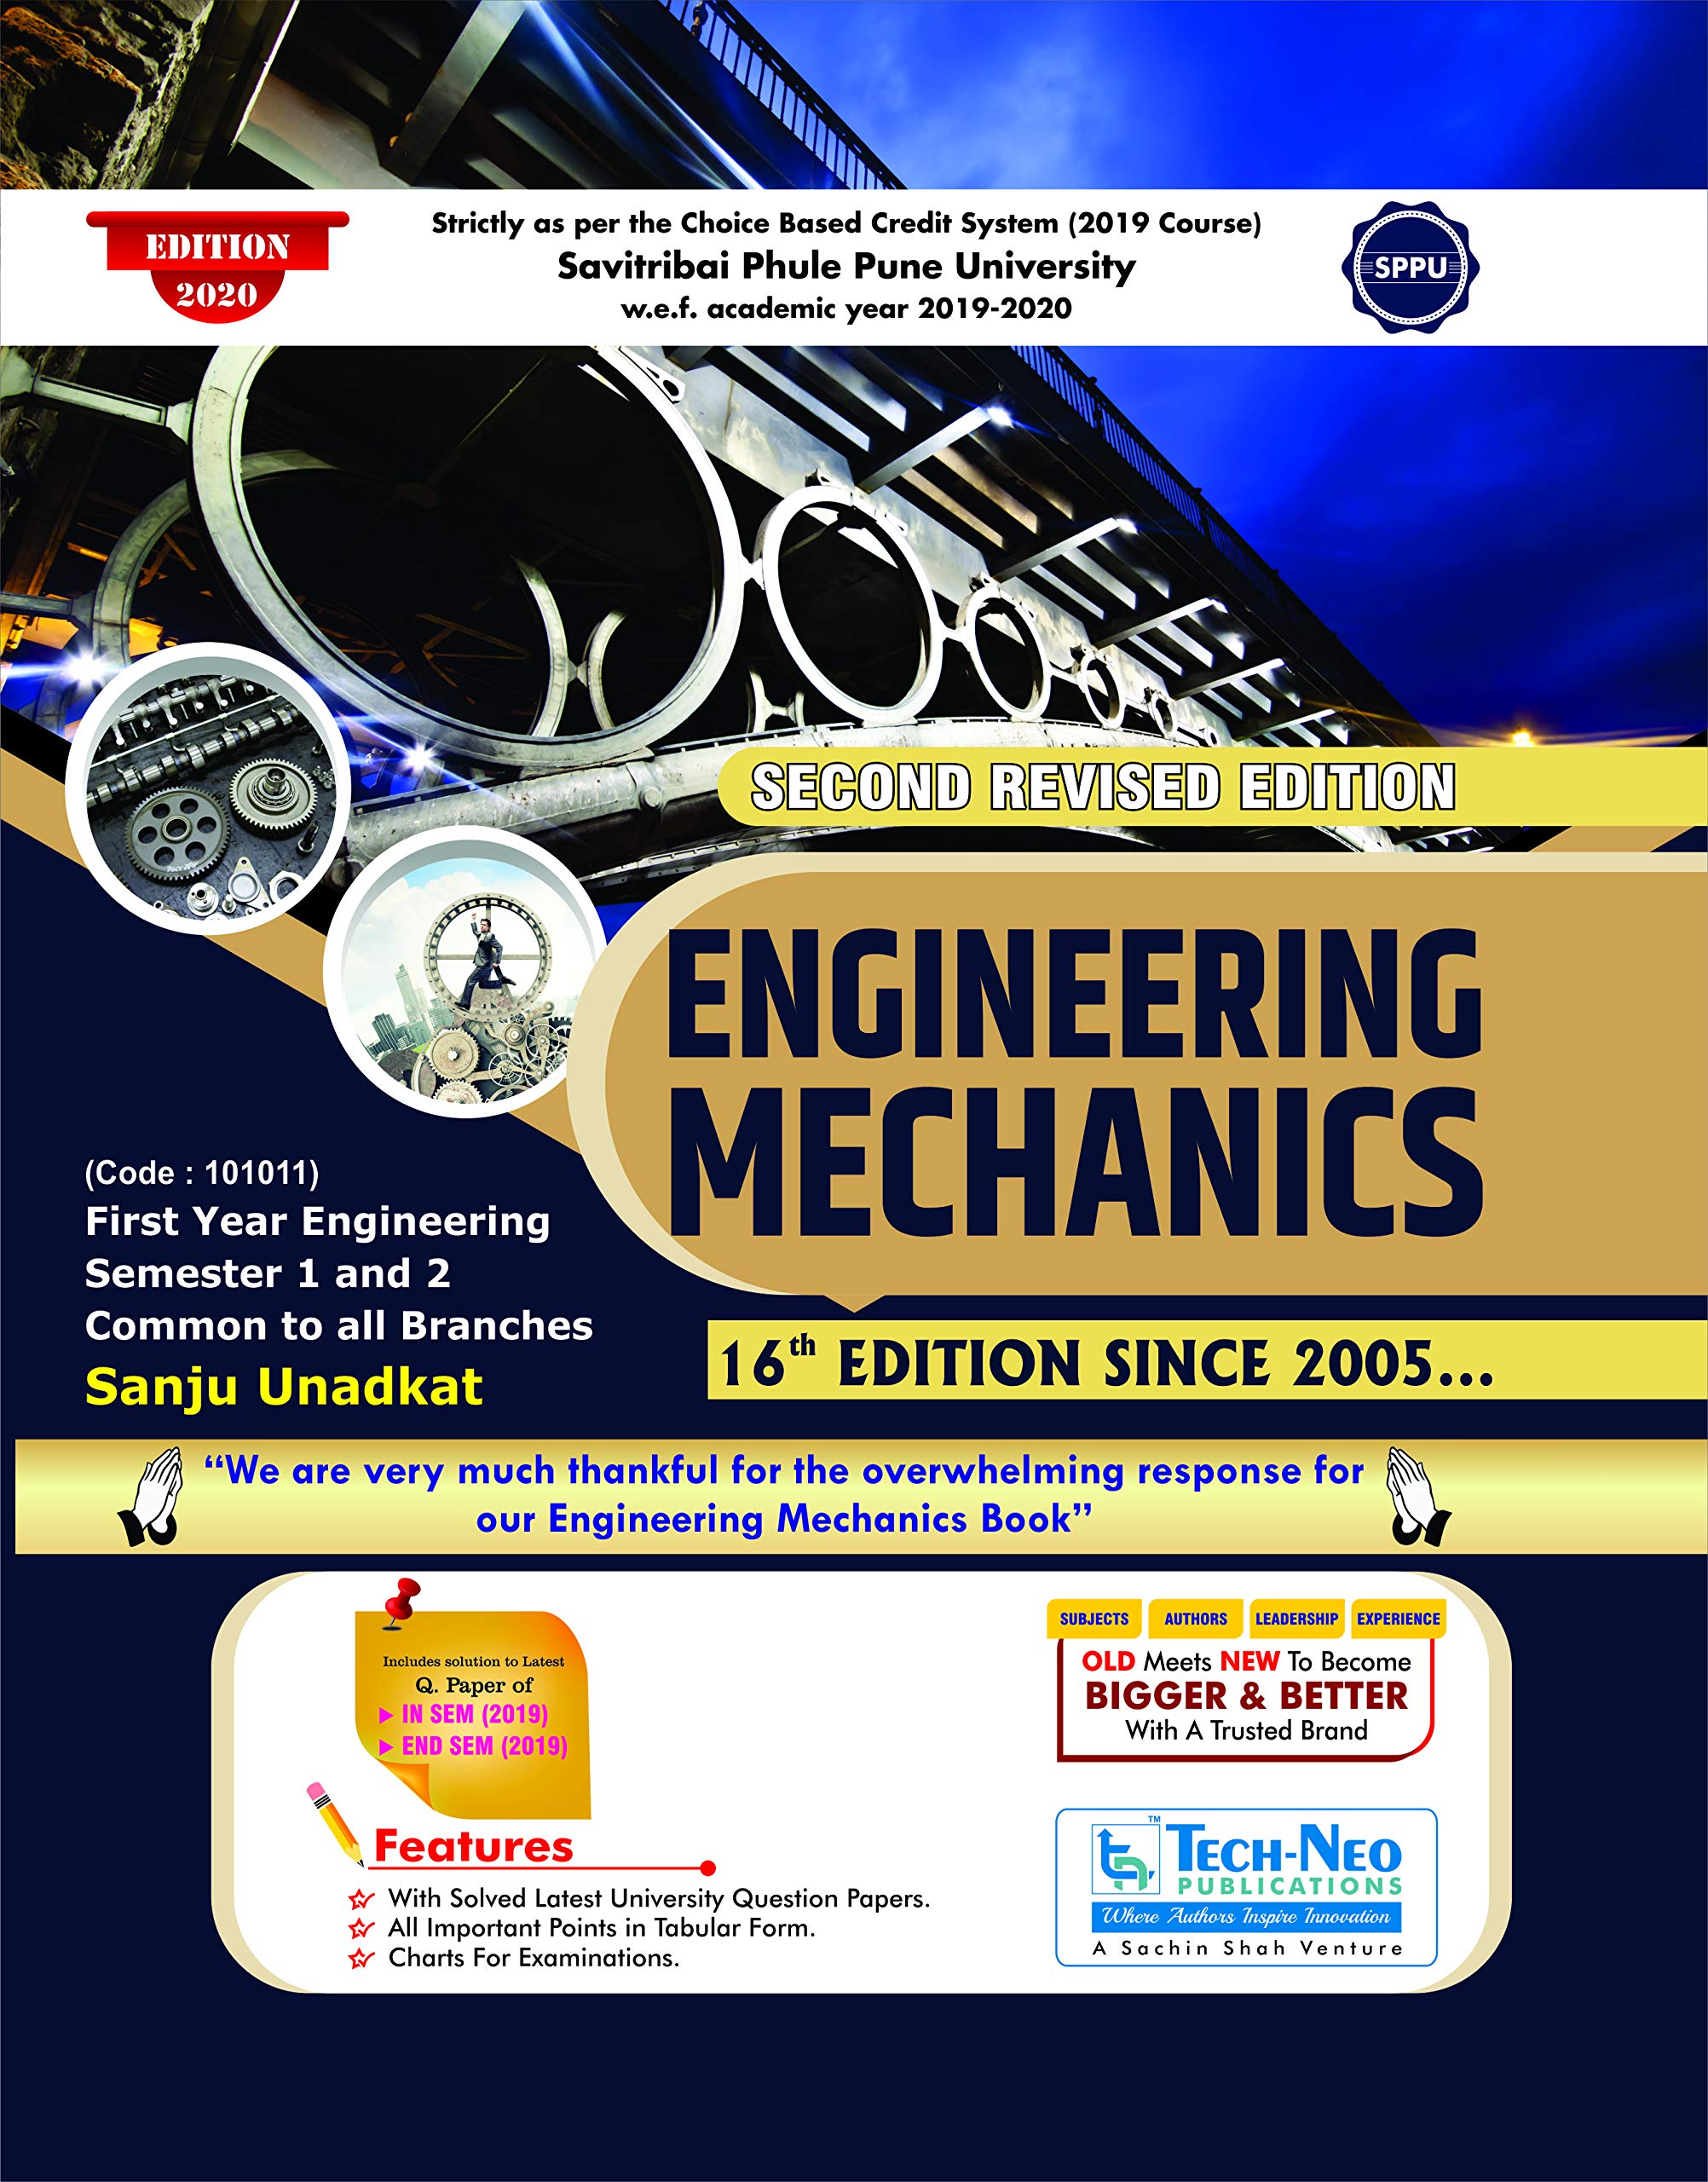 EDITION
2020
Strictly as per the Choice Based Credit System (2019 Course)
Savitribai Phule Pune University
w.e.f. academic year 2019-2020
SPPU
SECOND REVISED EDITION
ENGINEERING
MECHANICS
(Code : 101011)
First Year Engineering
Semester 1 and 2
Common to all Branches
Sanju Unadkat
16th EDITION SINCE 2005...
“We are very much thankful for the overwhelming response for
our Engineering Mechanics Book”
Includes solution to Latest
Q. Paper of
IN SEM (2019)
END SEM (2019)
Features
With Solved Latest University Question Papers.
All Important Points in Tabular Form.
Charts For Examinations.
SUBJECTS AUTHORS LEADERSHIP EXPERIENCE
OLD Meets NEW To Become
BIGGER & BETTER
With A Trusted Brand
TM
TECH-NEO
PUBLICATIONS
Where Authors Inspire Innovation
A Sachin Shah Venture